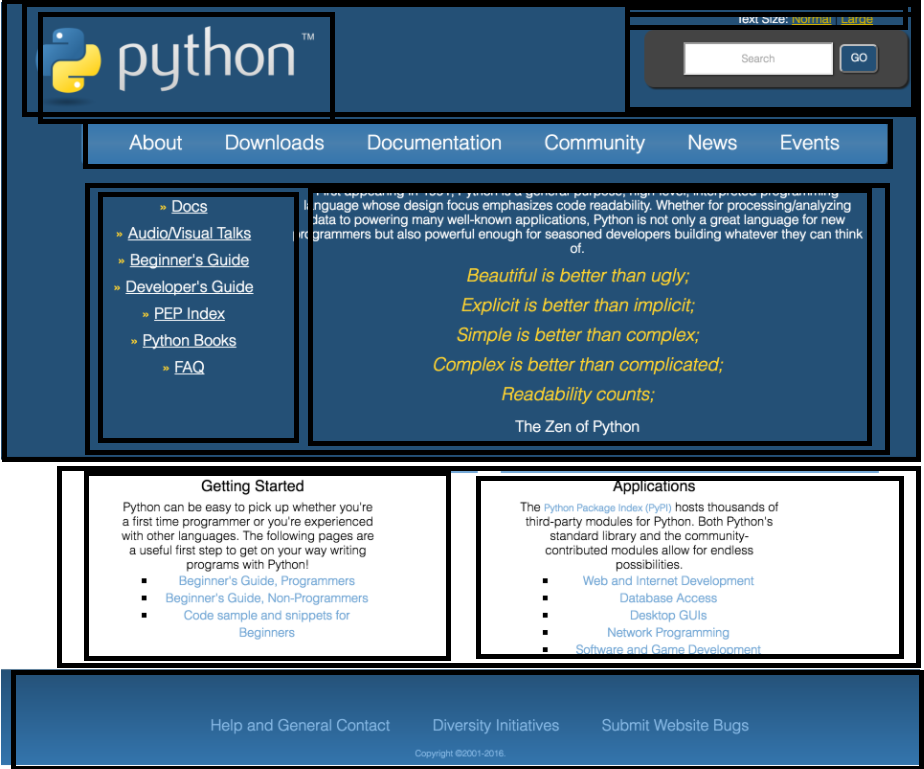 Text Size: Normal | Large
python™
Search GO
About Downloads Documentation Community News Events
» Docs
» Audio/Visual Talks
» Beginner's Guide
» Developer's Guide
» PEP Index
» Python Books
» FAQ
First appearing in 1991, Python is a general purpose, high level, interpreted programming
language whose design focus emphasizes code readability. Whether for processing/analyzing
data to powering many well-known applications, Python is not only a great language for new
programmers but also powerful enough for seasoned developers building whatever they can think
of.
Beautiful is better than ugly;
Explicit is better than implicit;
Simple is better than complex;
Complex is better than complicated;
Readability counts;
The Zen of Python
Getting Started
Python can be easy to pick up whether you're
a first time programmer or you're experienced
with other languages. The following pages are
a useful first step to get on your way writing
programs with Python!
Beginner's Guide, Programmers
Beginner's Guide, Non-Programmers
Code sample and snippets for
Beginners
Applications
The Python Package Index (PyPI) hosts thousands of
third-party modules for Python. Both Python's
standard library and the community-
contributed modules allow for endless
possibilities.
Web and Internet Development
Database Access
Desktop GUIs
Network Programming
Software and Game Development
Help and General Contact Diversity Initiatives Submit Website Bugs
Copyright ©2001-2016.